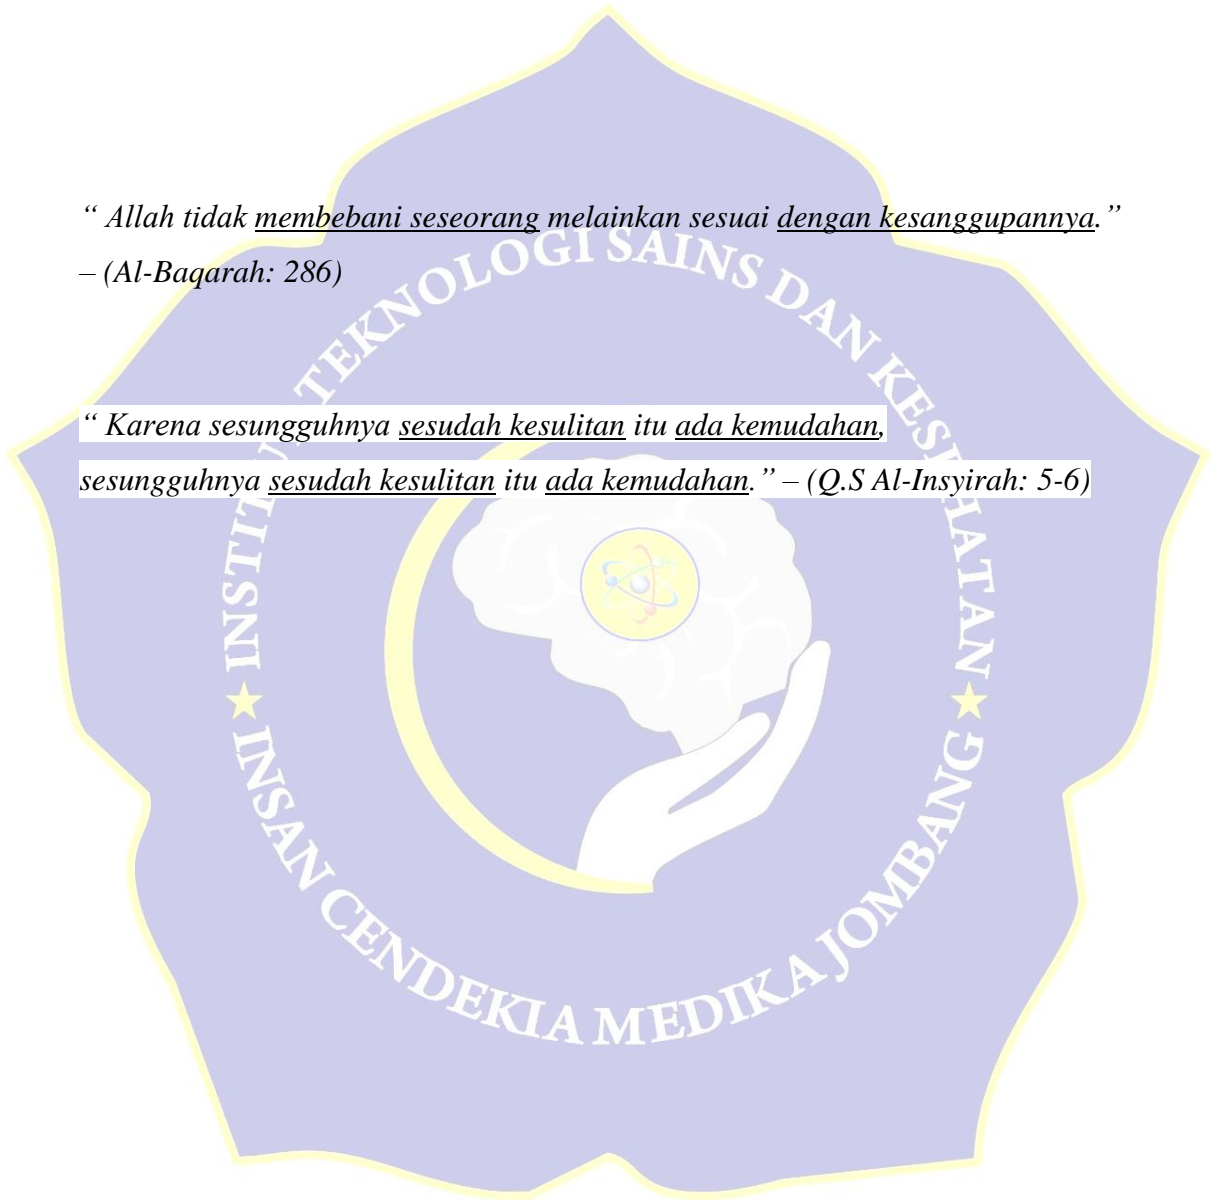 “ Allah tidak membebani seseorang melainkan sesuai dengan kesanggupannya.”
– (Al-Baqarah: 286)
“ Karena sesungguhnya sesudah kesulitan itu ada kemudahan,
sesungguhnya sesudah kesulitan itu ada kemudahan.” – (Q.S Al-Insyirah: 5-6)
INSTITU TEKNOLOGI SAINS DAN KESEHATAN
INSAN CENDEKIA MEDIKA JOMBANG